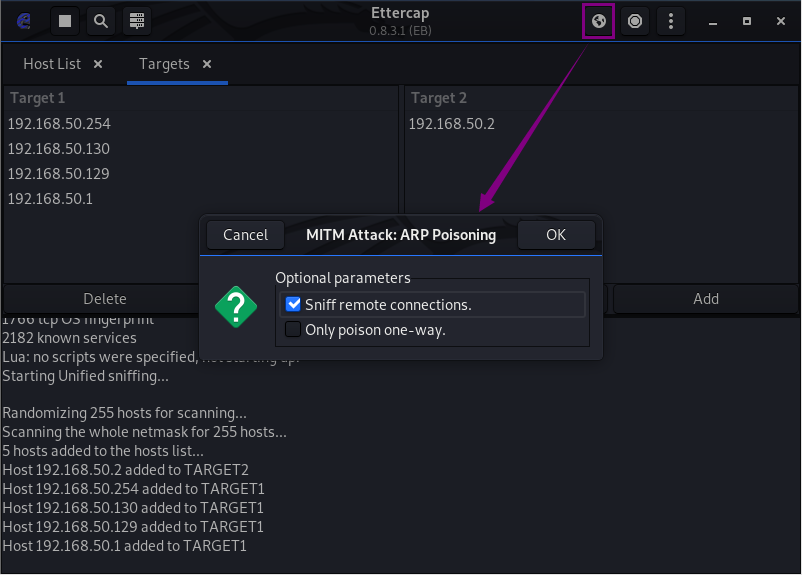 Ettercap
0.8.3.1 (EB)
Host List ×
Targets ×
Target 1
192.168.50.254
192.168.50.130
192.168.50.129
192.168.50.1
Target 2
192.168.50.2
Cancel
MITM Attack: ARP Poisoning
OK
Optional parameters
Sniff remote connections.
Only poison one-way.
Delete
Add
1766 tcp OS fingerprint
2182 known services
Lua: no scripts were specified, not starting up!
Starting Unified sniffing...
Randomizing 255 hosts for scanning...
Scanning the whole netmask for 255 hosts...
5 hosts added to the hosts list...
Host 192.168.50.2 added to TARGET2
Host 192.168.50.254 added to TARGET1
Host 192.168.50.130 added to TARGET1
Host 192.168.50.129 added to TARGET1
Host 192.168.50.1 added to TARGET1